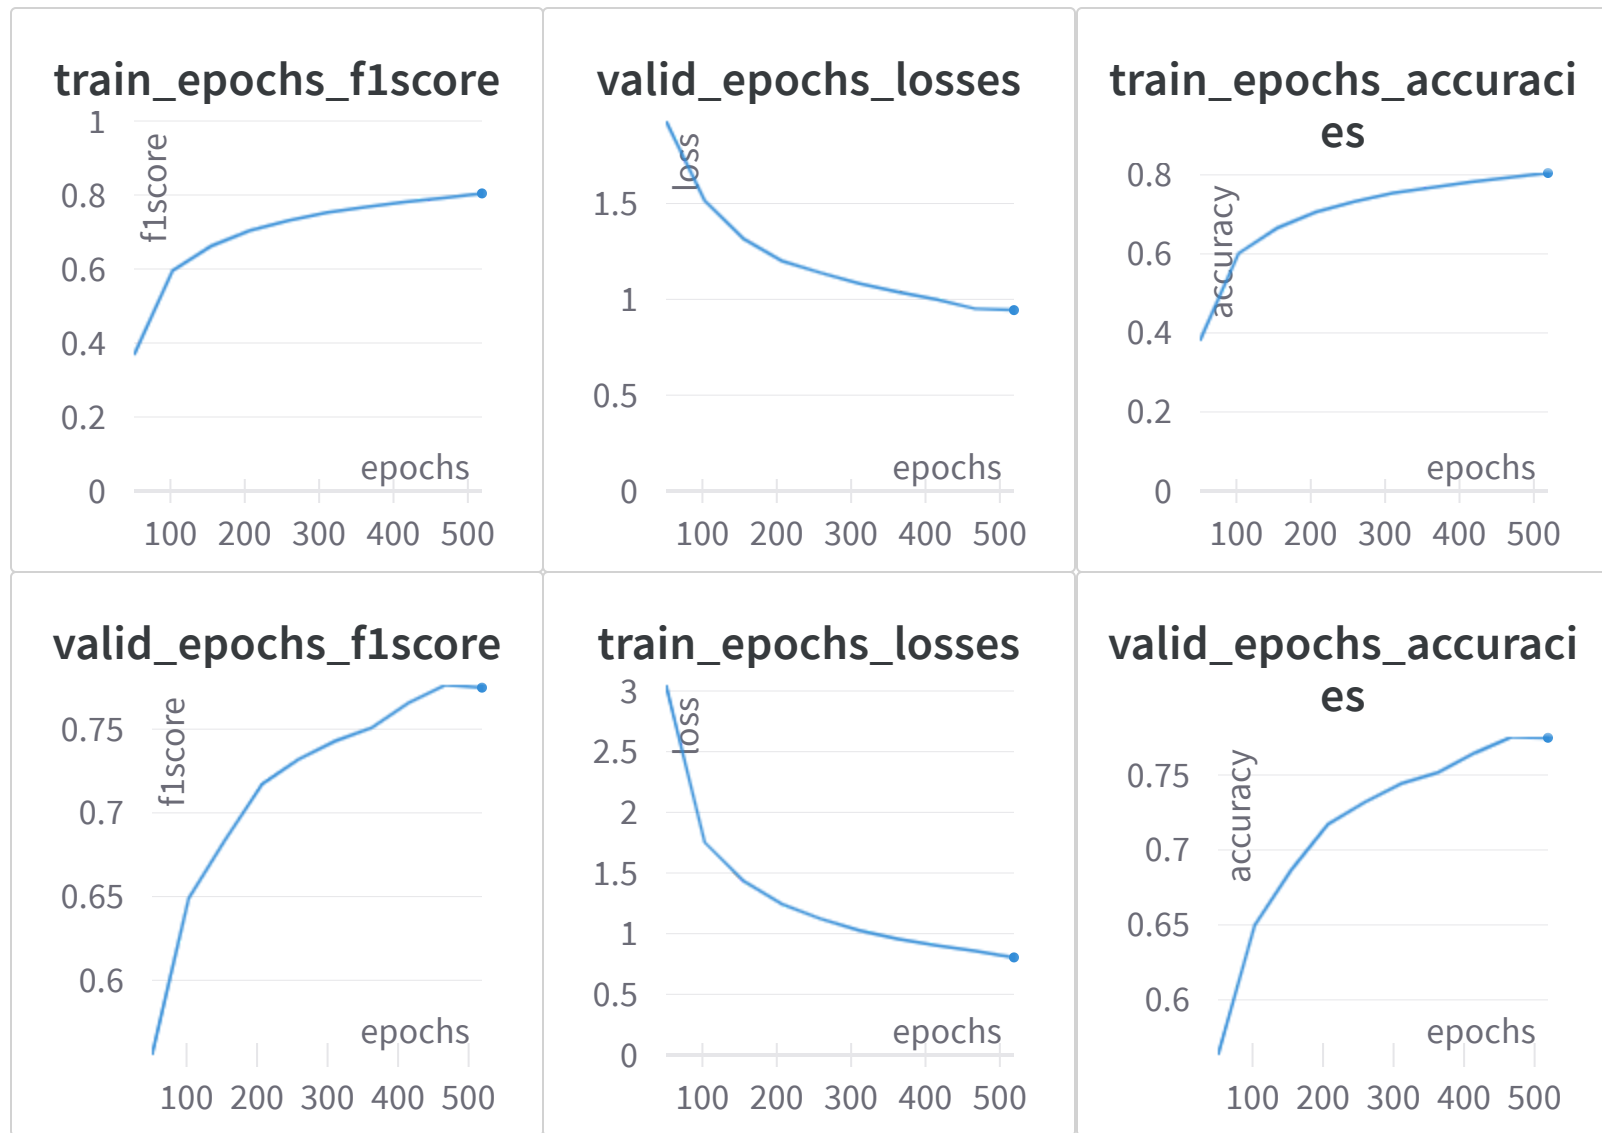 train_epochs_f1score
1
0.8
0.6
0.4
0.2
0
f1score
epochs
100 200 300 400 500
valid_epochs_losses
1.5
1
0.5
0
loss
epochs
100 200 300 400 500
train_epochs_accuraci
es
0.8
0.6
0.4
0.2
0
accuracy
epochs
100 200 300 400 500
valid_epochs_f1score
0.75
0.7
0.65
0.6
f1score
epochs
100 200 300 400 500
train_epochs_losses
3
2.5
2
1.5
1
0.5
0
loss
epochs
100 200 300 400 500
valid_epochs_accuraci
es
0.75
0.7
0.65
0.6
accuracy
epochs
100 200 300 400 500